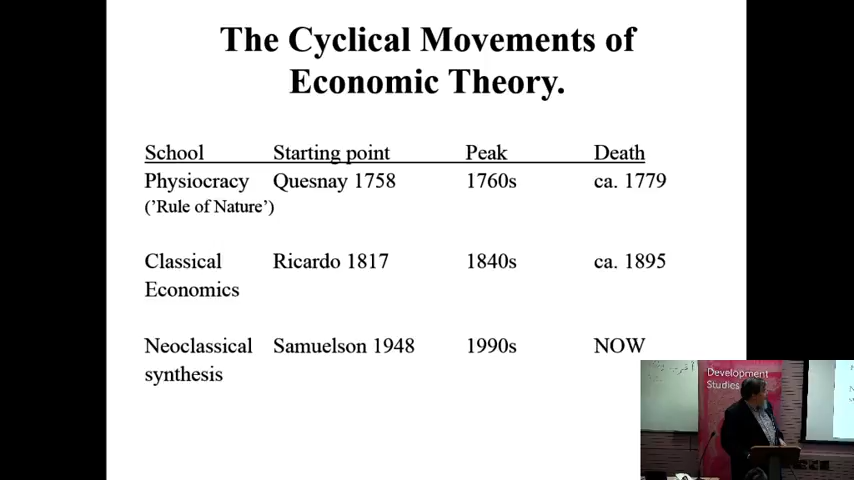 The Cyclical Movements of
Economic Theory.
School Starting point Peak Death
Physiocracy Quesnay 1758 1760s ca. 1779
(’Rule of Nature’)
Classical Ricardo 1817 1840s ca. 1895
Economics
Neoclassical Samuelson 1948 1990s NOW
synthesis
Development
Studies